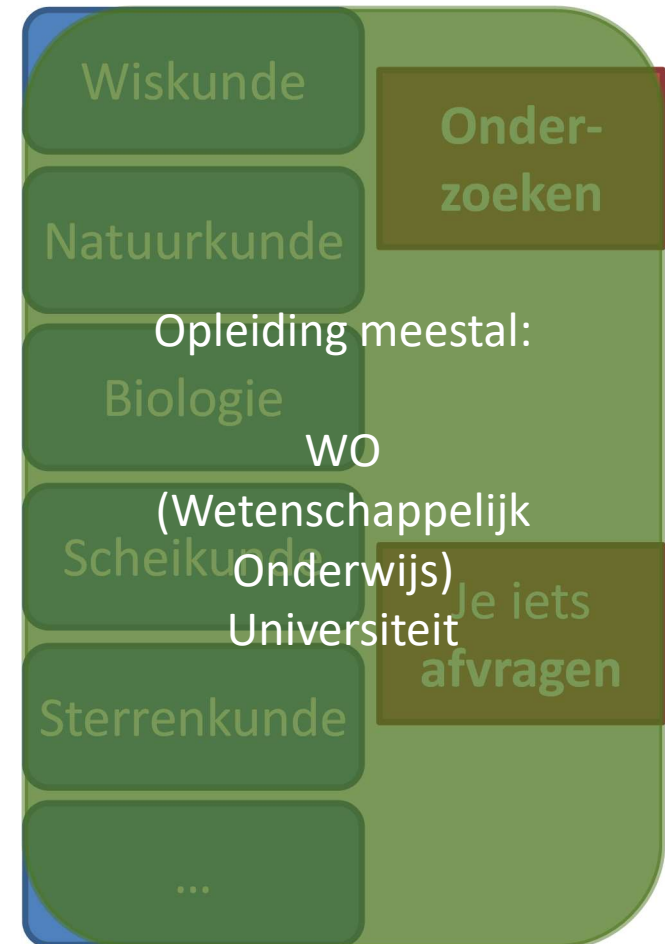 Wiskunde
Onder-
zoeken
Natuurkunde
Opleiding meestal:
Biologie
WO
(Wetenschappelijk
Scheikunde
Onderwijs)
Je iets
Universiteit
afvragen
Sterrenkunde
...